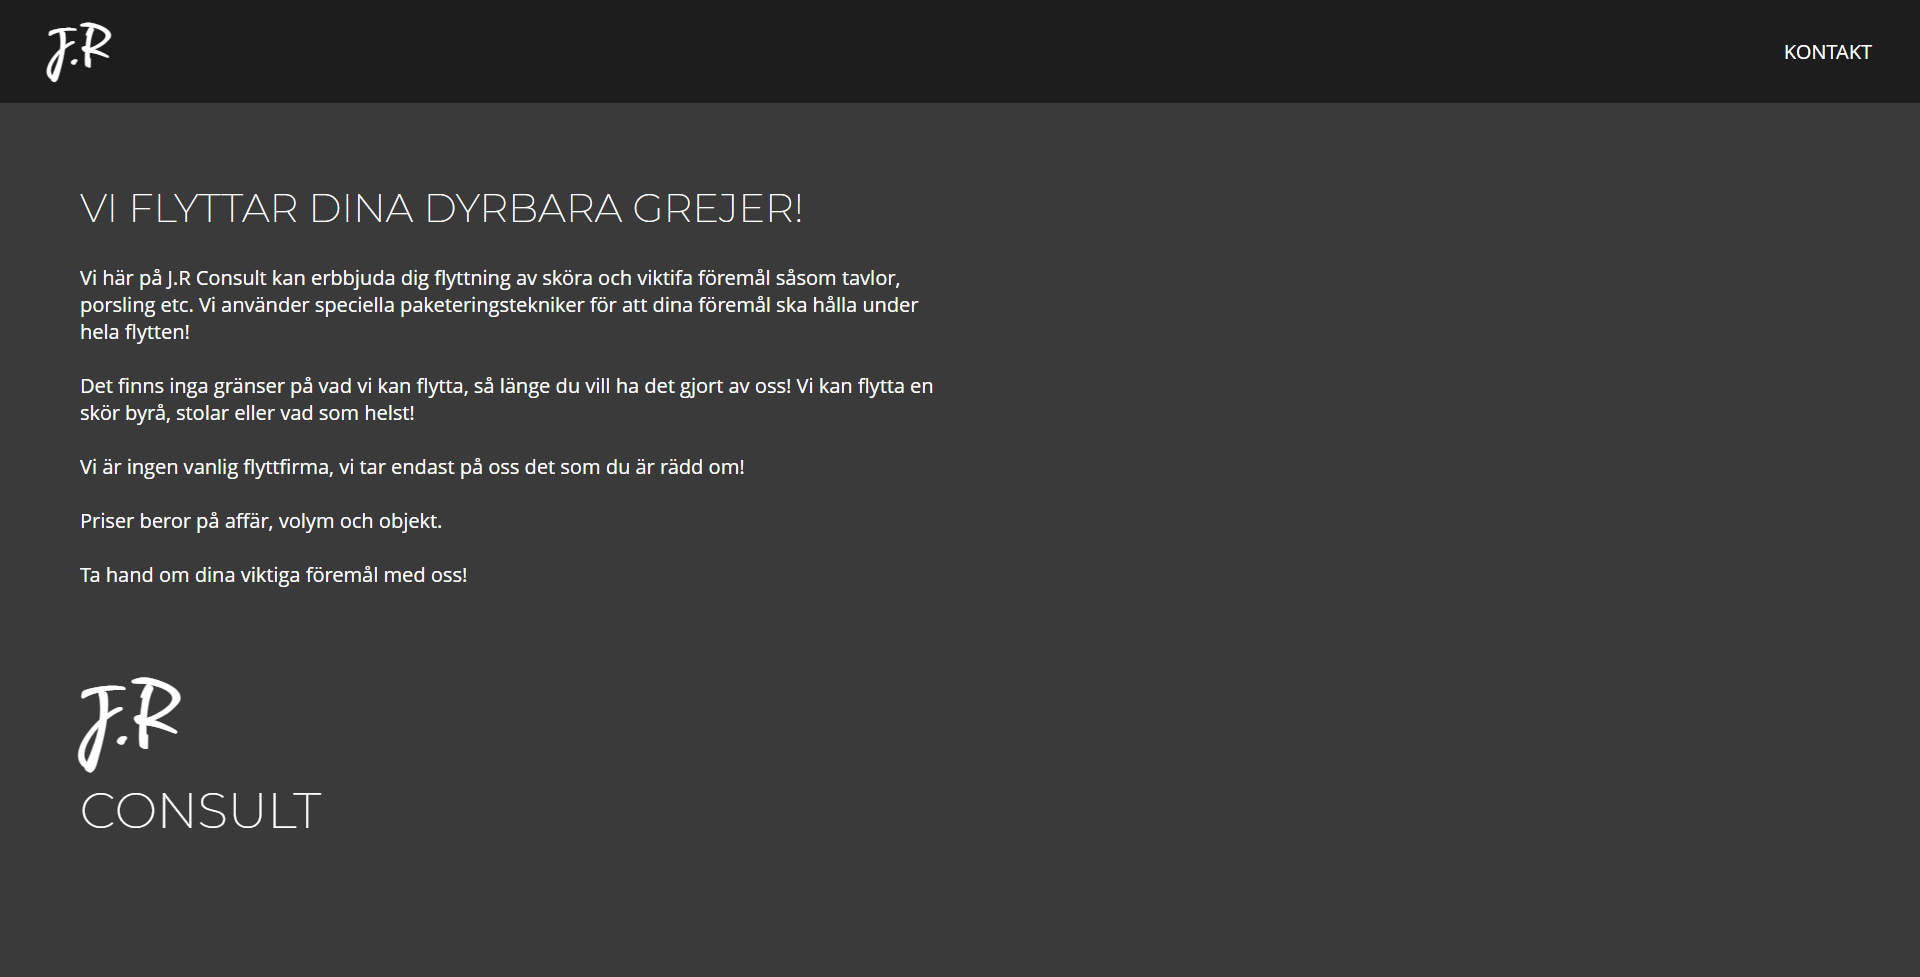 J.R
KONTAKT
VI FLYTTAR DINA DYRBARA GREJER!
Vi här på J.R Consult kan erbbjuda dig flyttning av sköra och viktifa föremål såsom tavlor,
porsling etc. Vi använder speciella paketeringstekniker för att dina föremål ska hålla under
hela flytten!
Det finns inga gränser på vad vi kan flytta, så länge du vill ha det gjort av oss! Vi kan flytta en
skör byrå, stolar eller vad som helst!
Vi är ingen vanlig flyttfirma, vi tar endast på oss det som du är rädd om!
Priser beror på affär, volym och objekt.
Ta hand om dina viktiga föremål med oss!
J.R
CONSULT